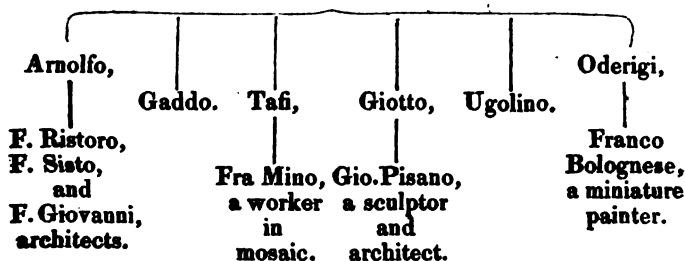 Arnolfo,
Gaddo.
Tafi,
Giotto,
Ugolino.
Oderigi,
F. Ristoro,
F. Sisto,
and
F. Giovanni,
architects.
Fra Mino,
a worker
in
mosaic.
Gio. Pisano,
a sculptor
and
architect.
Franco
Bolognese,
a miniature
painter.